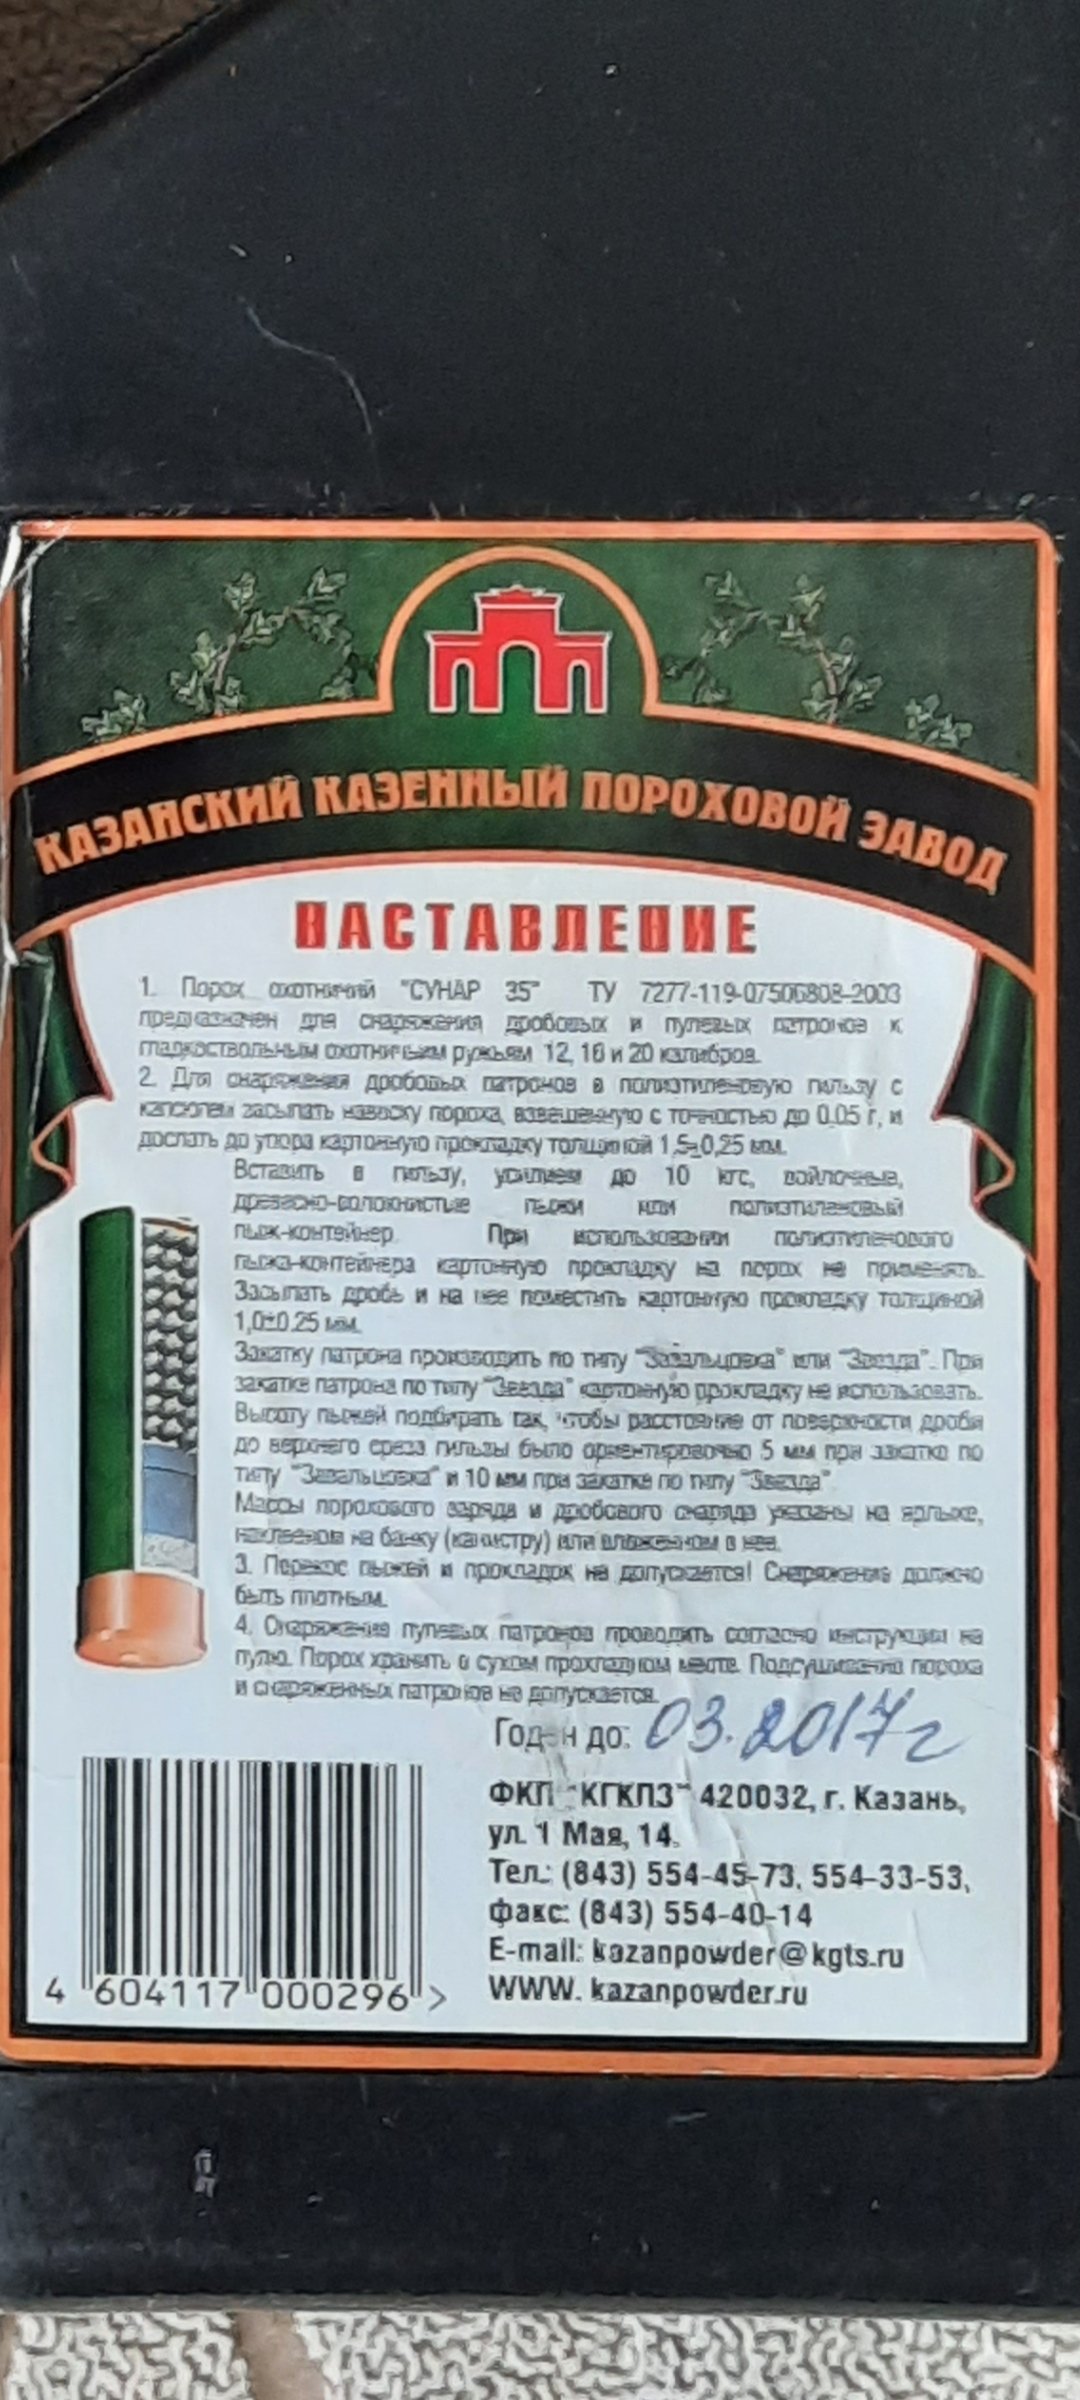 КАЗАНСКИЙ КАЗЕННЫЙ ПОРОХОВОЙ ЗАВОД
НАСТАВЛЕНИЕ
1. Порох охотничий "СУНАР 35" ТУ 7277-119-07506808-2003
предназначен для снаряжения дробовых и пулевых патронов к
гладкоствольным охотничьим ружьям 12, 16 и 20 калибров.
2. Для снаряжения дробовых патронов в полиэтиленовую гильзу с
капсюлем засыпать навеску пороха, взвешенную с точностью до 0,05 г, и
дослать до упора картонную прокладку толщиной 1,5±0,25 мм.
Вставить в гильзу, усилием до 10 кгс, войлочные,
древесно-волокнистые пыжи или полиэтиленовый
пыж-контейнер. При использовании полиэтиленового
пыжа-контейнера картонную прокладку на порох не применять.
Засыпать дробь и на нее поместить картонную прокладку толщиной
1,0±0,25 мм.
Закатку патрона производить по типу "Завальцовка" или "Звезда". При
закатке патрона по типу "Звезда" картонную прокладку не использовать.
Высоту пыжей подбирать так, чтобы расстояние от поверхности дроби
до верхнего среза гильзы было ориентировочно 5 мм при закатке по
типу "Завальцовка" и 10 мм при закатке по типу "Звезда".
Массы порохового заряда и дробового снаряда указаны на ярлыке,
наклеенном на банку (канистру) или вложенном в нее.
3. Перекос пыжей и прокладок не допускается! Снаряжение должно
быть плотным.
4. Снаряжение пулевых патронов проводить согласно инструкции на
пулю. Порох хранить в сухом прохладном месте. Подсушивание пороха
и снаряженных патронов не допускается.
Годен до: 03.2017г
ФКП "КГКПЗ" 420032, г. Казань,
ул. 1 Мая, 14.
Тел.: (843) 554-45-73, 554-33-53,
факс: (843) 554-40-14
E-mail: kazanpowder@kgts.ru
WWW. kazanpowder.ru
4 604117 000296 >